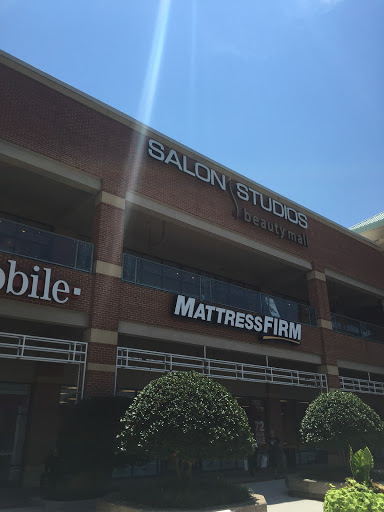 SALON STUDIOS
beauty mall
obile
MATTRESSFIRM